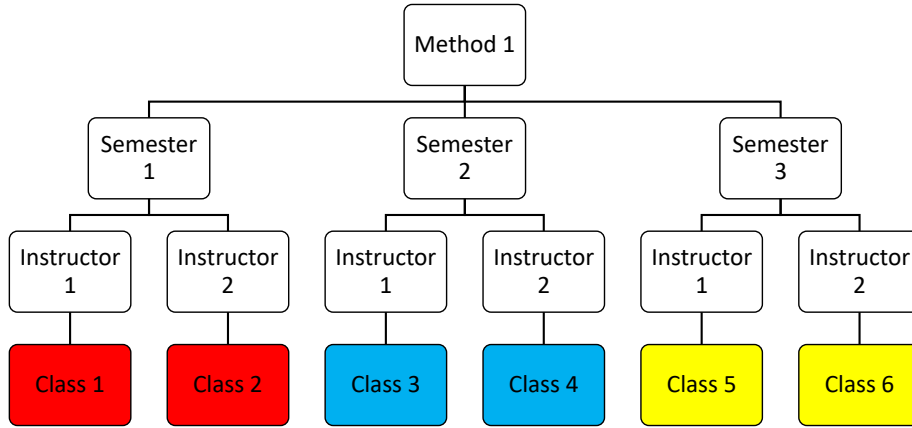 Method 1
Semester
1
Semester
2
Semester
3
Instructor
1
Instructor
2
Instructor
1
Instructor
2
Instructor
1
Instructor
2
Class 1
Class 2
Class 3
Class 4
Class 5
Class 6